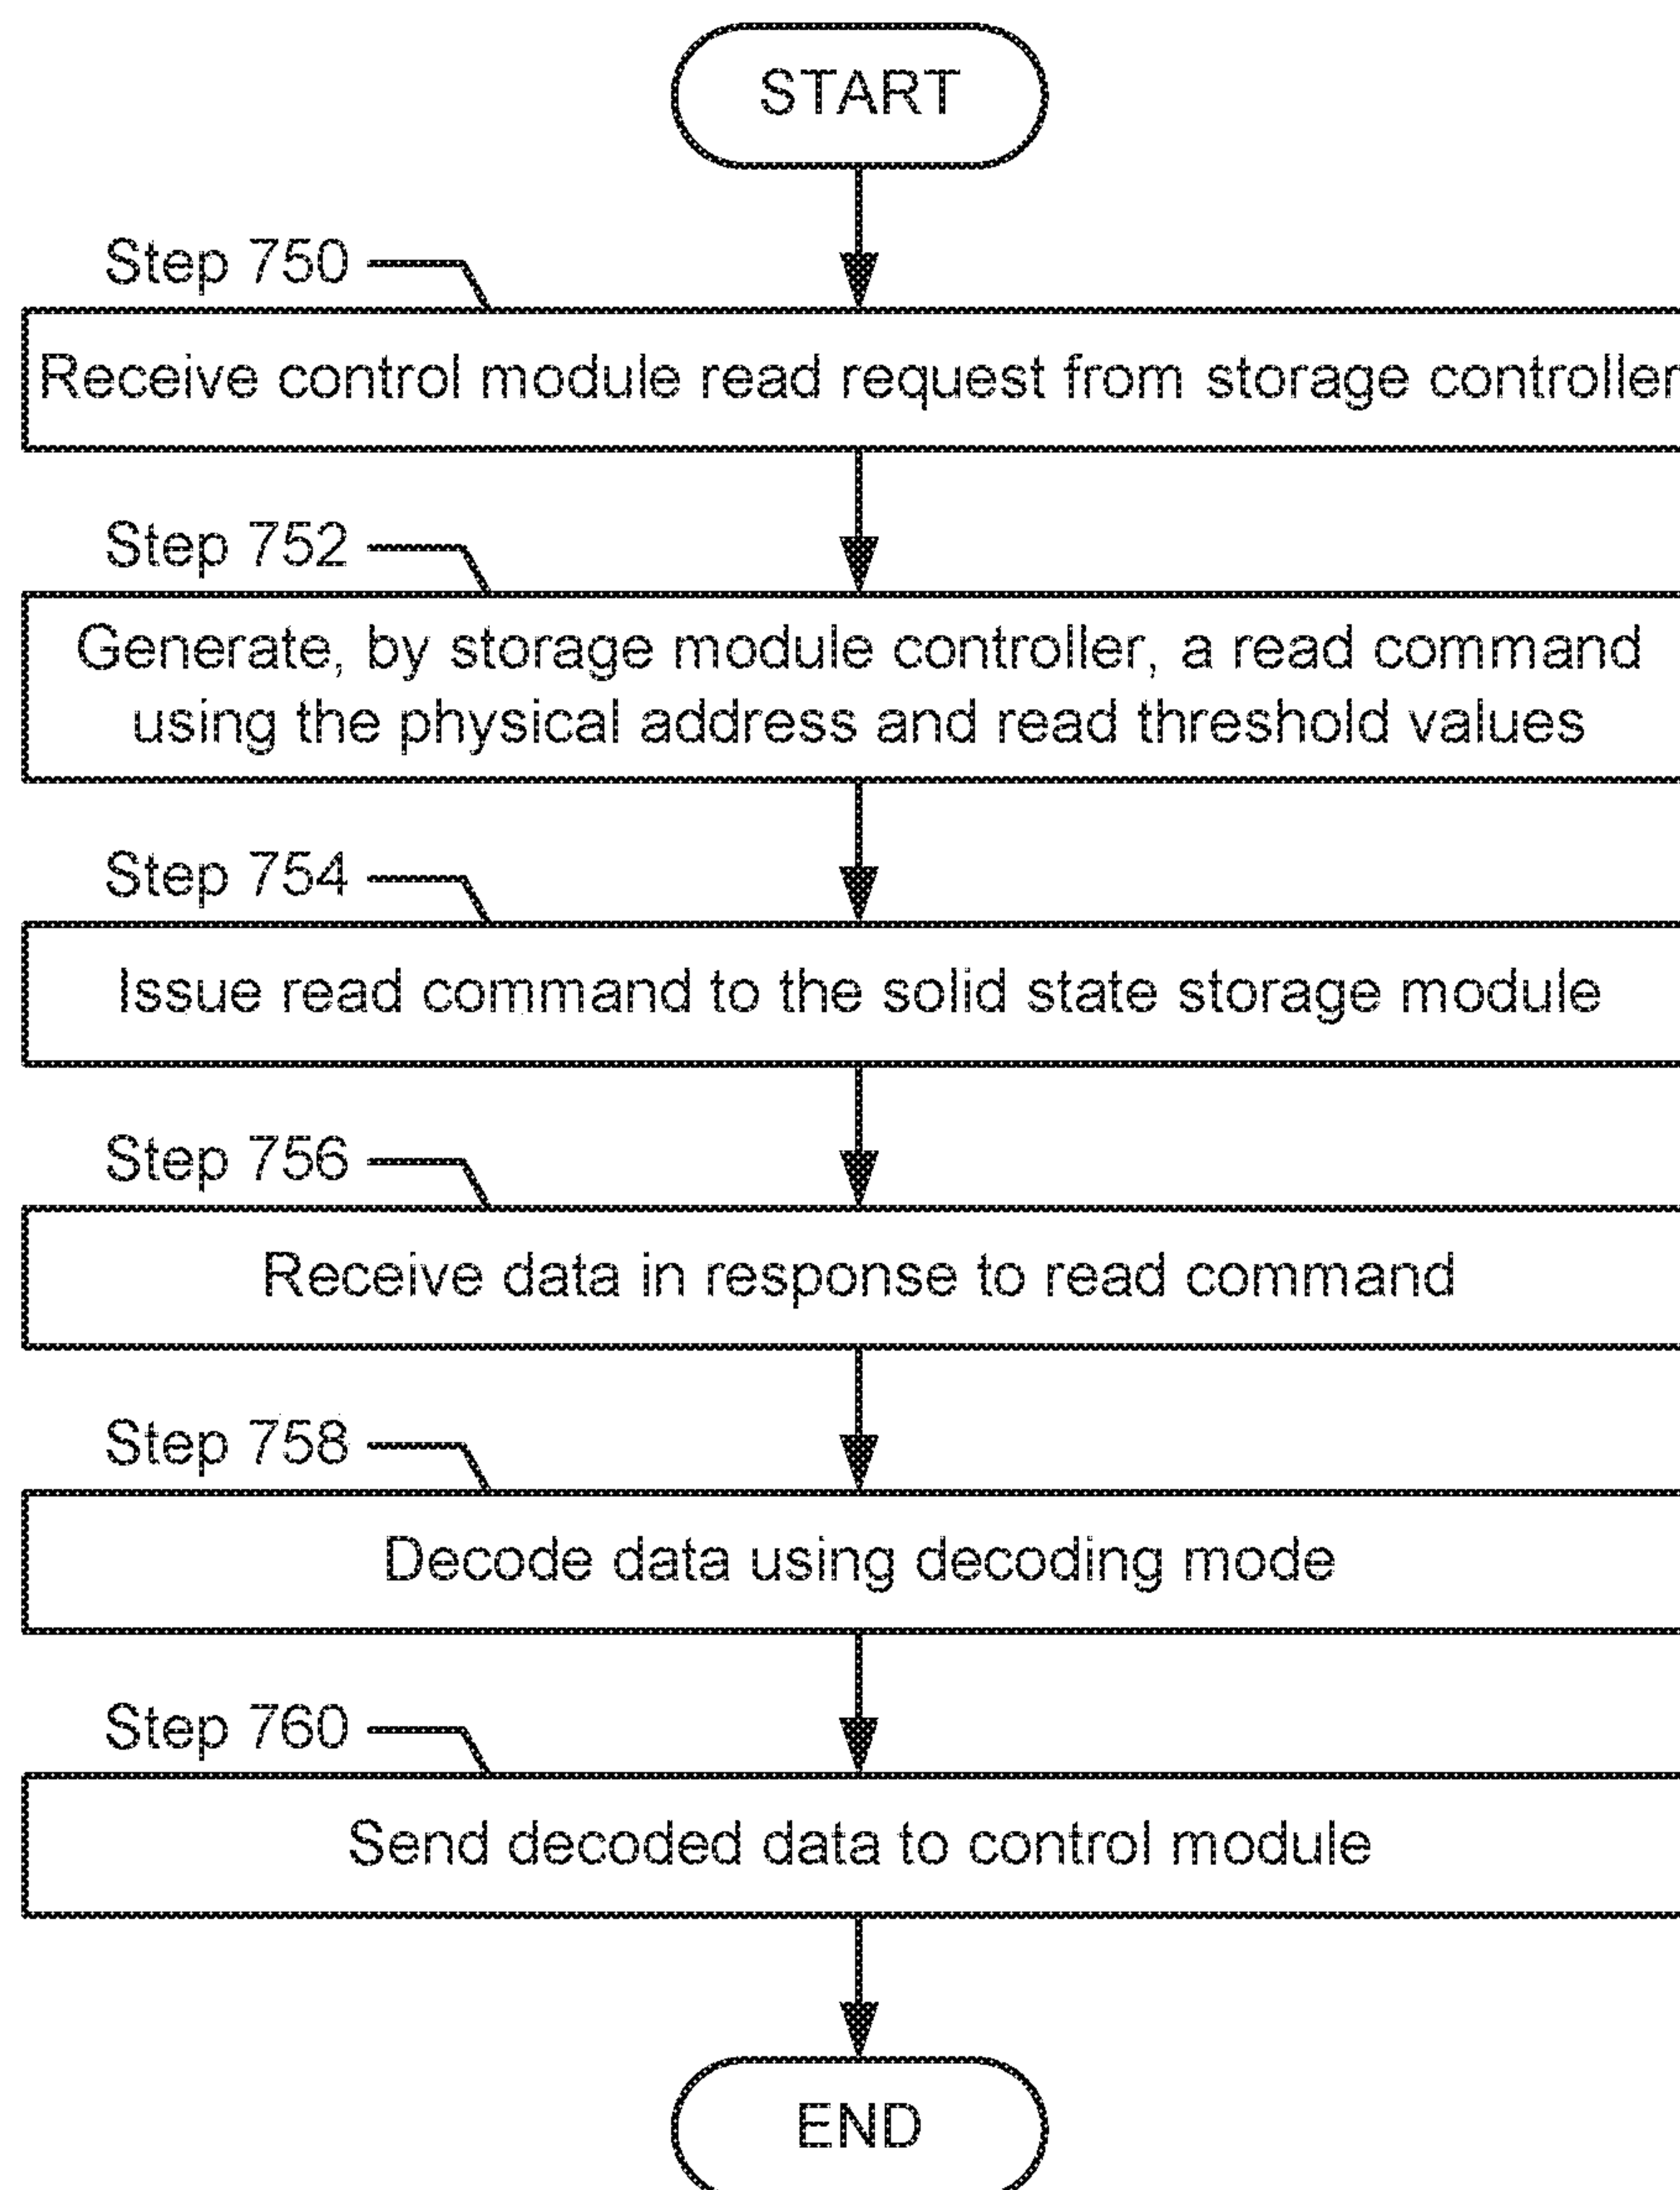 START
Step 750
Receive control module read request from storage controller
Step 752
Generate, by storage module controller, a read command
using the physical address and read threshold values
Step 754
Issue read command to the solid state storage module
Step 756
Receive data in response to read command
Step 758
Decode data using decoding mode
Step 760
Send decoded data to control module
END